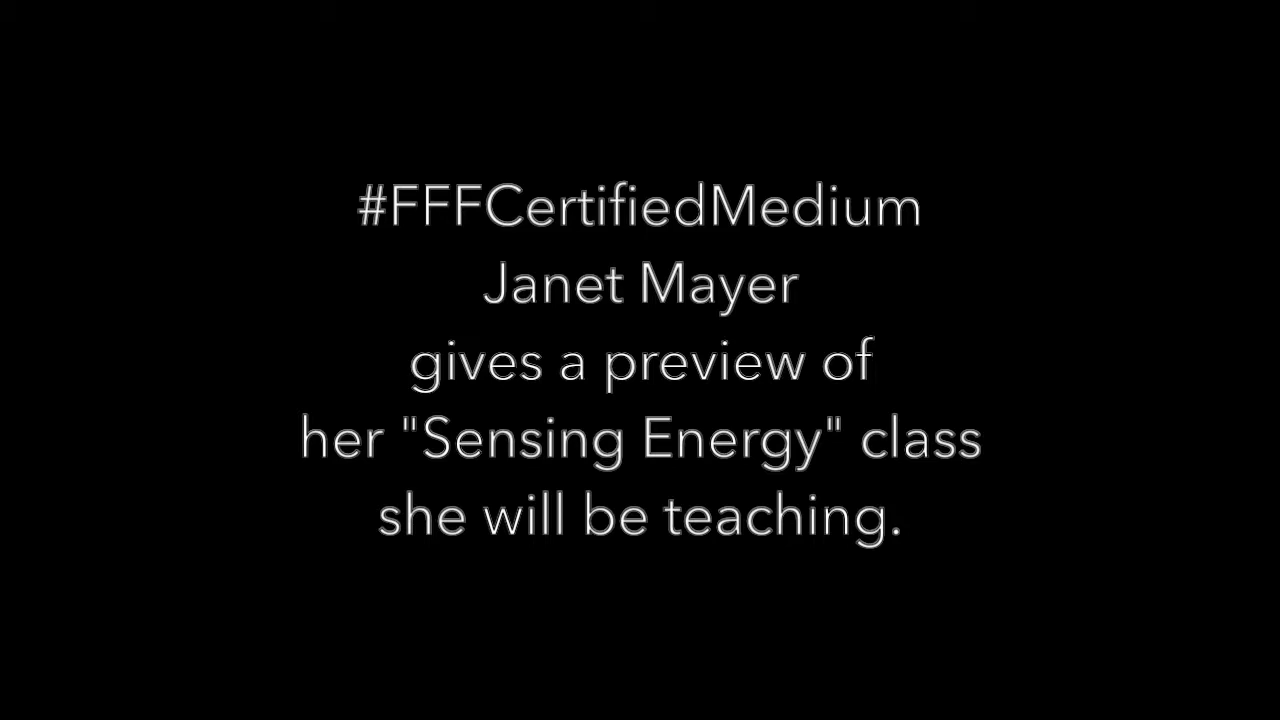 #FFFCertifiedMedium
Janet Mayer
gives a preview of
her "Sensing Energy" class
she will be teaching.